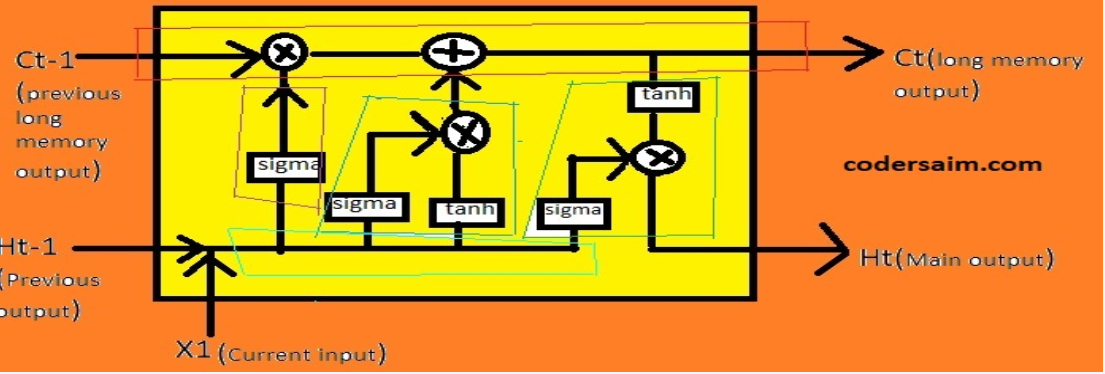 Ct-1
(previous
long
memory
output)
Ct(long memory
output)
tanh
codersaim.com
sigma
sigma
tanh
sigma
Ht-1
(Previous
output)
Ht(Main output)
X1 (Current input)